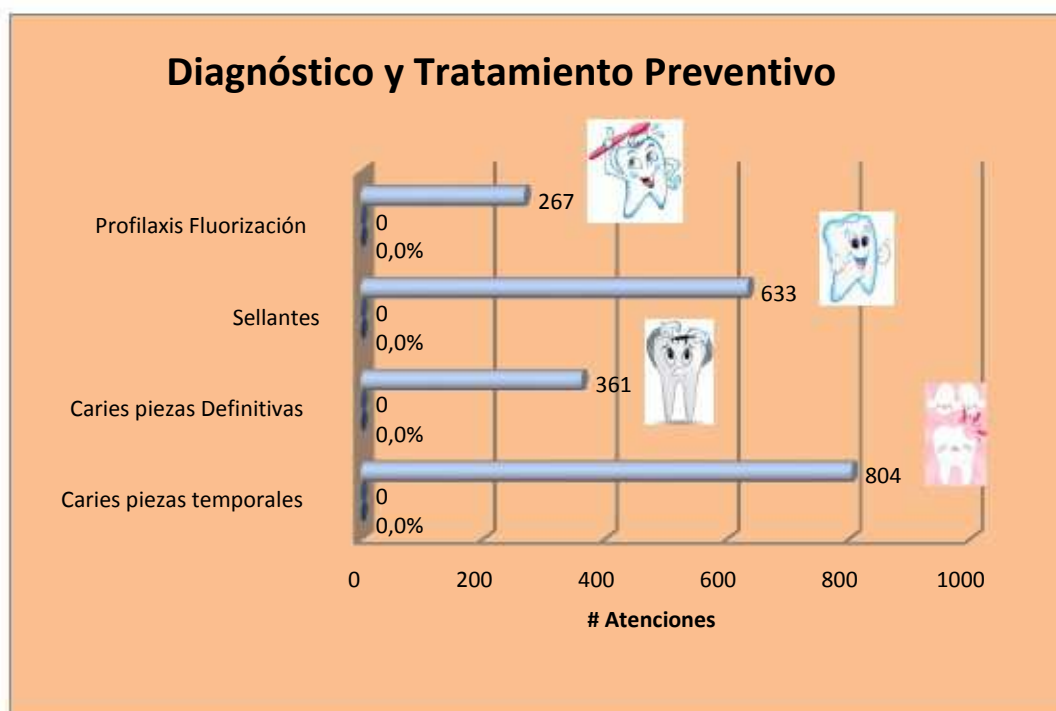 Diagnóstico y Tratamiento Preventivo
Profilaxis Fluorización
267
0
0,0%
Sellantes
633
0
0,0%
Caries piezas Definitivas
361
0
0,0%
Caries piezas temporales
804
0
0,0%
0 200 400 600 800 1000
# Atenciones